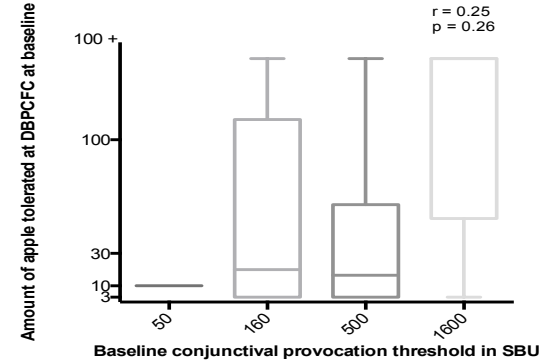 r = 0.25
p = 0.26
Amount of apple tolerated at DBPCFC at baseline
100 +
100
30
10
3
50
160
500
1600
Baseline conjunctival provocation threshold in SBU